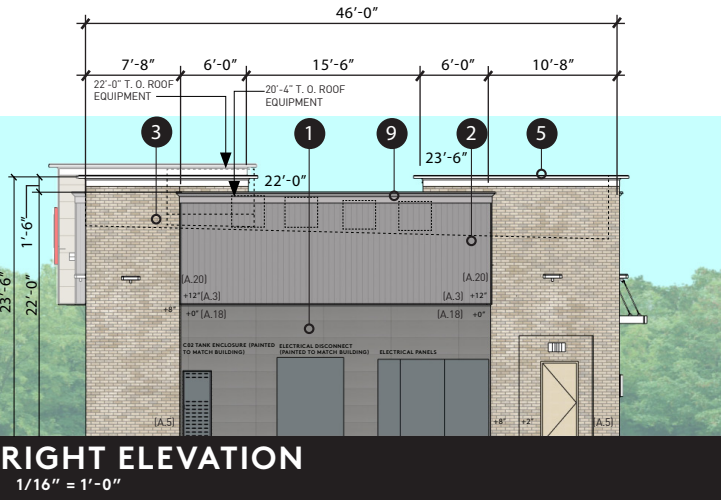 46'-0"
7'-8" 6'-0" 15'-6" 6'-0" 10'-8"
22'-0" T. O. ROOF
EQUIPMENT
20'-4" T. O. ROOF
EQUIPMENT
3 1 9 2 5
23'-6"
22'-0"
1'-6"
23'-6"
22'-0"
(A.20) (A.20)
+12" (A.3) (A.3) +12"
+8"
+0" (A.18) (A.18) +0"
C02 TANK ENCLOSURE (PAINTED
TO MATCH BUILDING)
ELECTRICAL DISCONNECT
(PAINTED TO MATCH BUILDING)
ELECTRICAL PANELS
(A.5) +8" +2" (A.5)
RIGHT ELEVATION
1/16" = 1'-0"